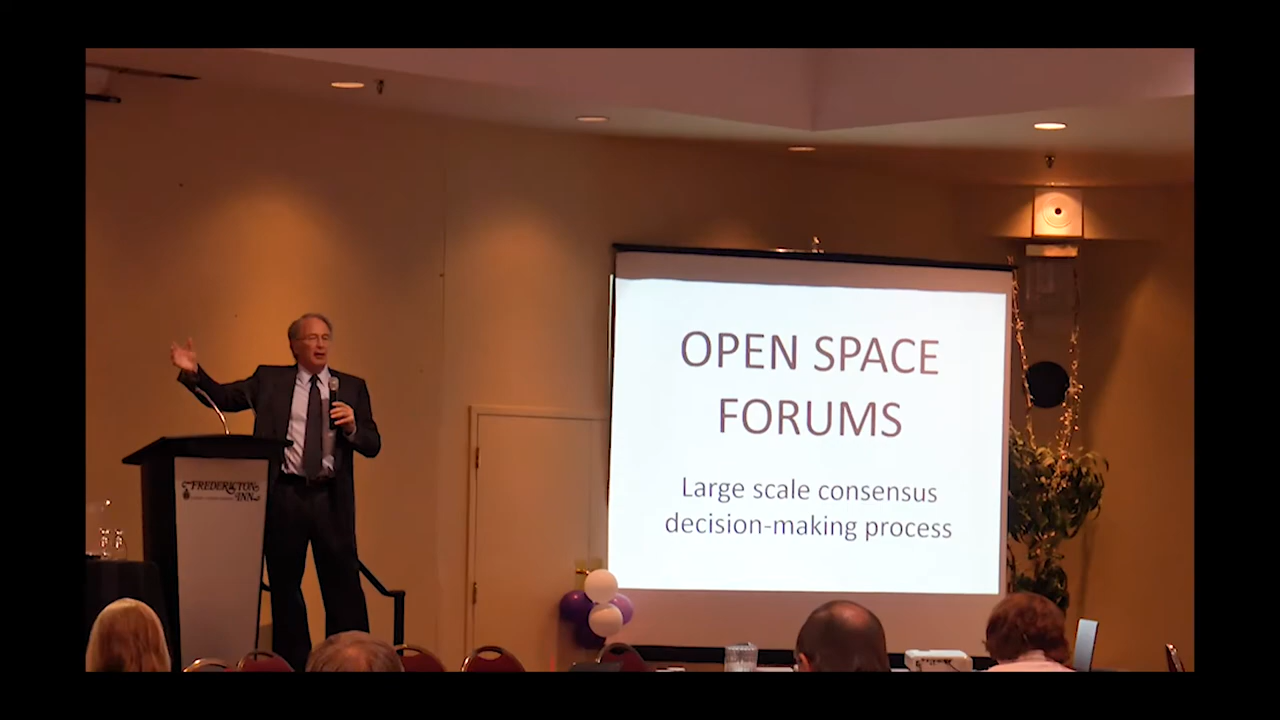 FREDERICTON
INN
OPEN SPACE
FORUMS
Large scale consensus
decision-making process